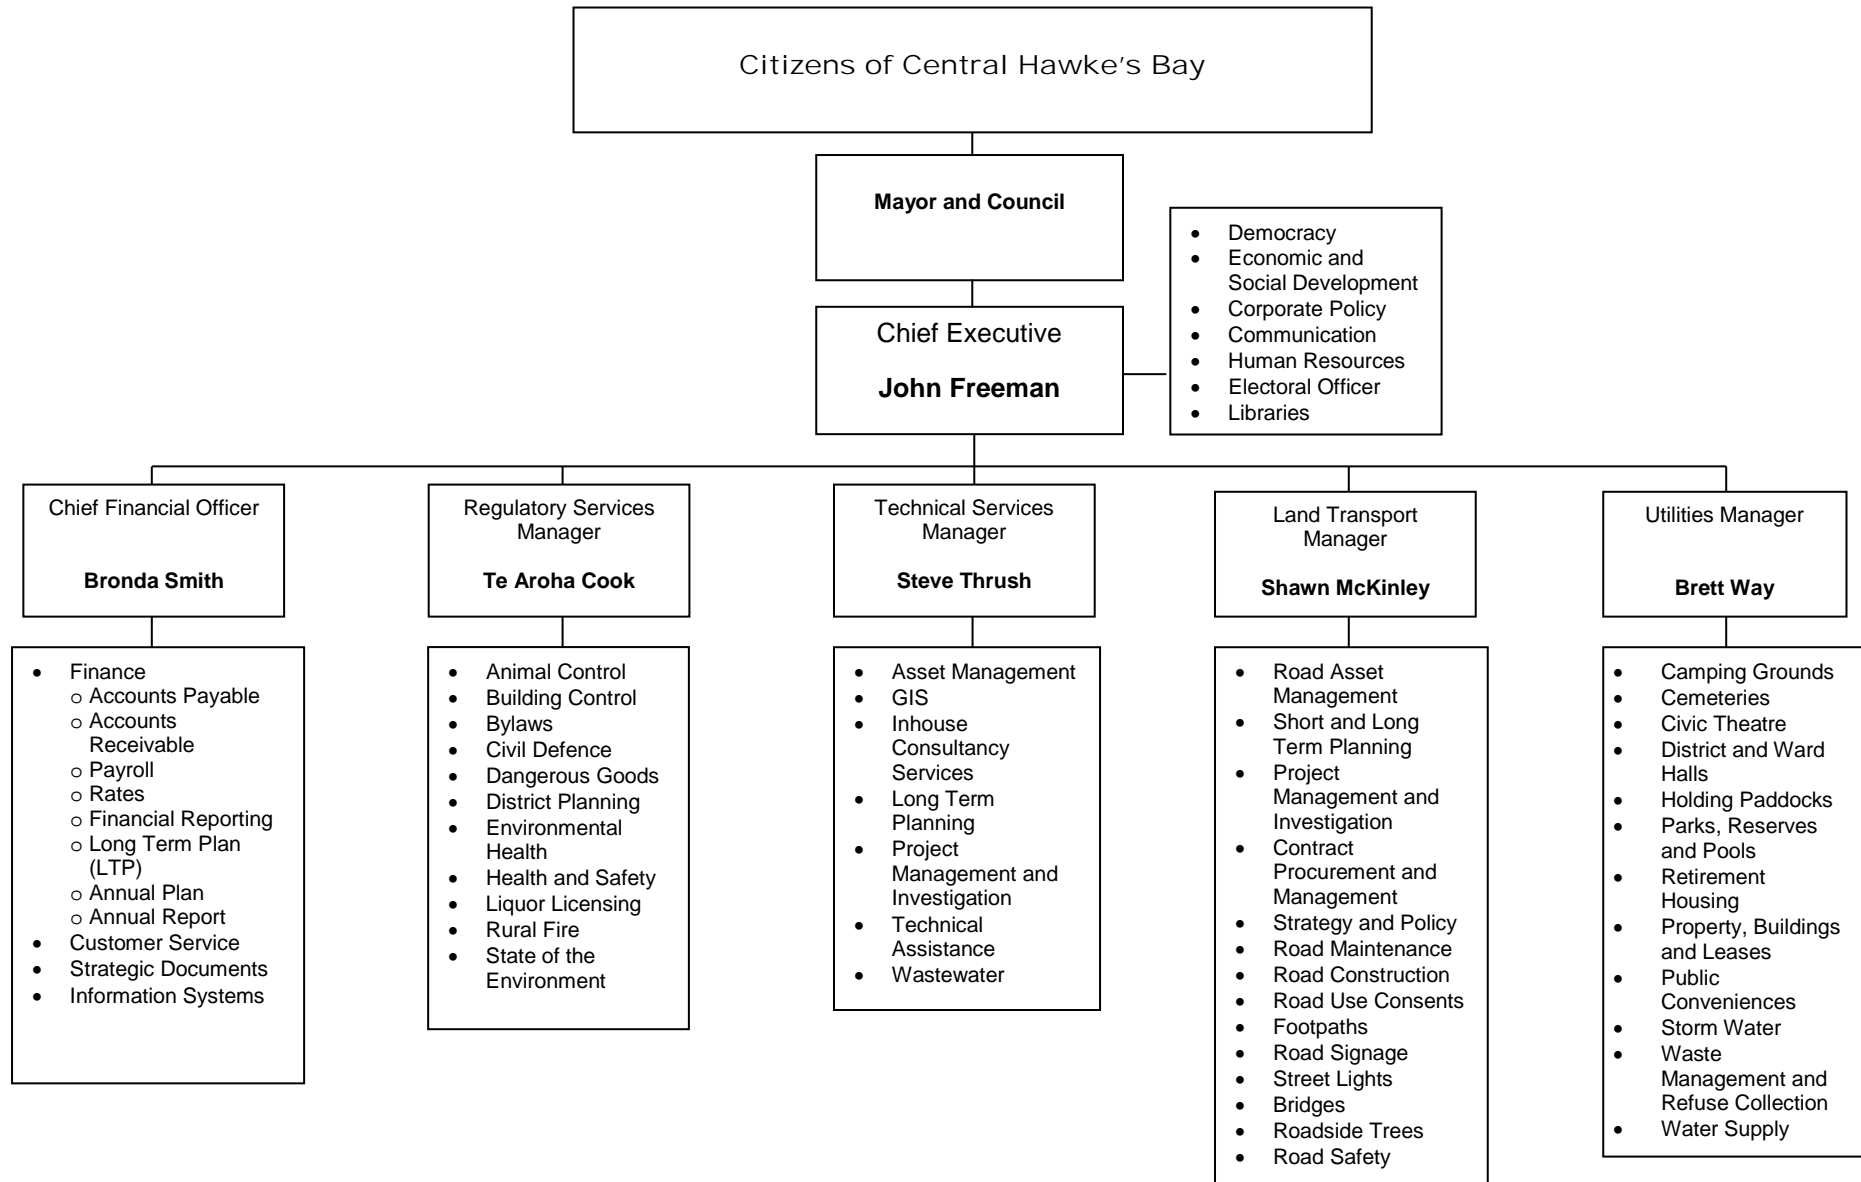 Citizens of Central Hawke's Bay
Mayor and Council
Chief Executive
John Freeman
• Democracy
• Economic and
Social Development
• Corporate Policy
• Communication
• Human Resources
• Electoral Officer
• Libraries
Chief Financial Officer
Bronda Smith
Regulatory Services
Manager
Te Aroha Cook
Technical Services
Manager
Steve Thrush
Land Transport
Manager
Shawn McKinley
Utilities Manager
Brett Way
• Finance
o Accounts Payable
o Accounts
Receivable
o Payroll
o Rates
o Financial Reporting
o Long Term Plan
(LTP)
o Annual Plan
o Annual Report
• Customer Service
• Strategic Documents
• Information Systems
• Animal Control
• Building Control
• Bylaws
• Civil Defence
• Dangerous Goods
• District Planning
• Environmental
Health
• Health and Safety
• Liquor Licensing
• Rural Fire
• State of the
Environment
• Asset Management
• GIS
• Inhouse
Consultancy
Services
• Long Term
Planning
• Project
Management and
Investigation
• Technical
Assistance
• Wastewater
• Road Asset
Management
• Short and Long
Term Planning
• Project
Management and
Investigation
• Contract
Procurement and
Management
• Strategy and Policy
• Road Maintenance
• Road Construction
• Road Use Consents
• Footpaths
• Road Signage
• Street Lights
• Bridges
• Roadside Trees
• Road Safety
• Camping Grounds
• Cemeteries
• Civic Theatre
• District and Ward
Halls
• Holding Paddocks
• Parks, Reserves
and Pools
• Retirement
Housing
• Property, Buildings
and Leases
• Public
Conveniences
• Storm Water
• Waste
Management and
Refuse Collection
• Water Supply